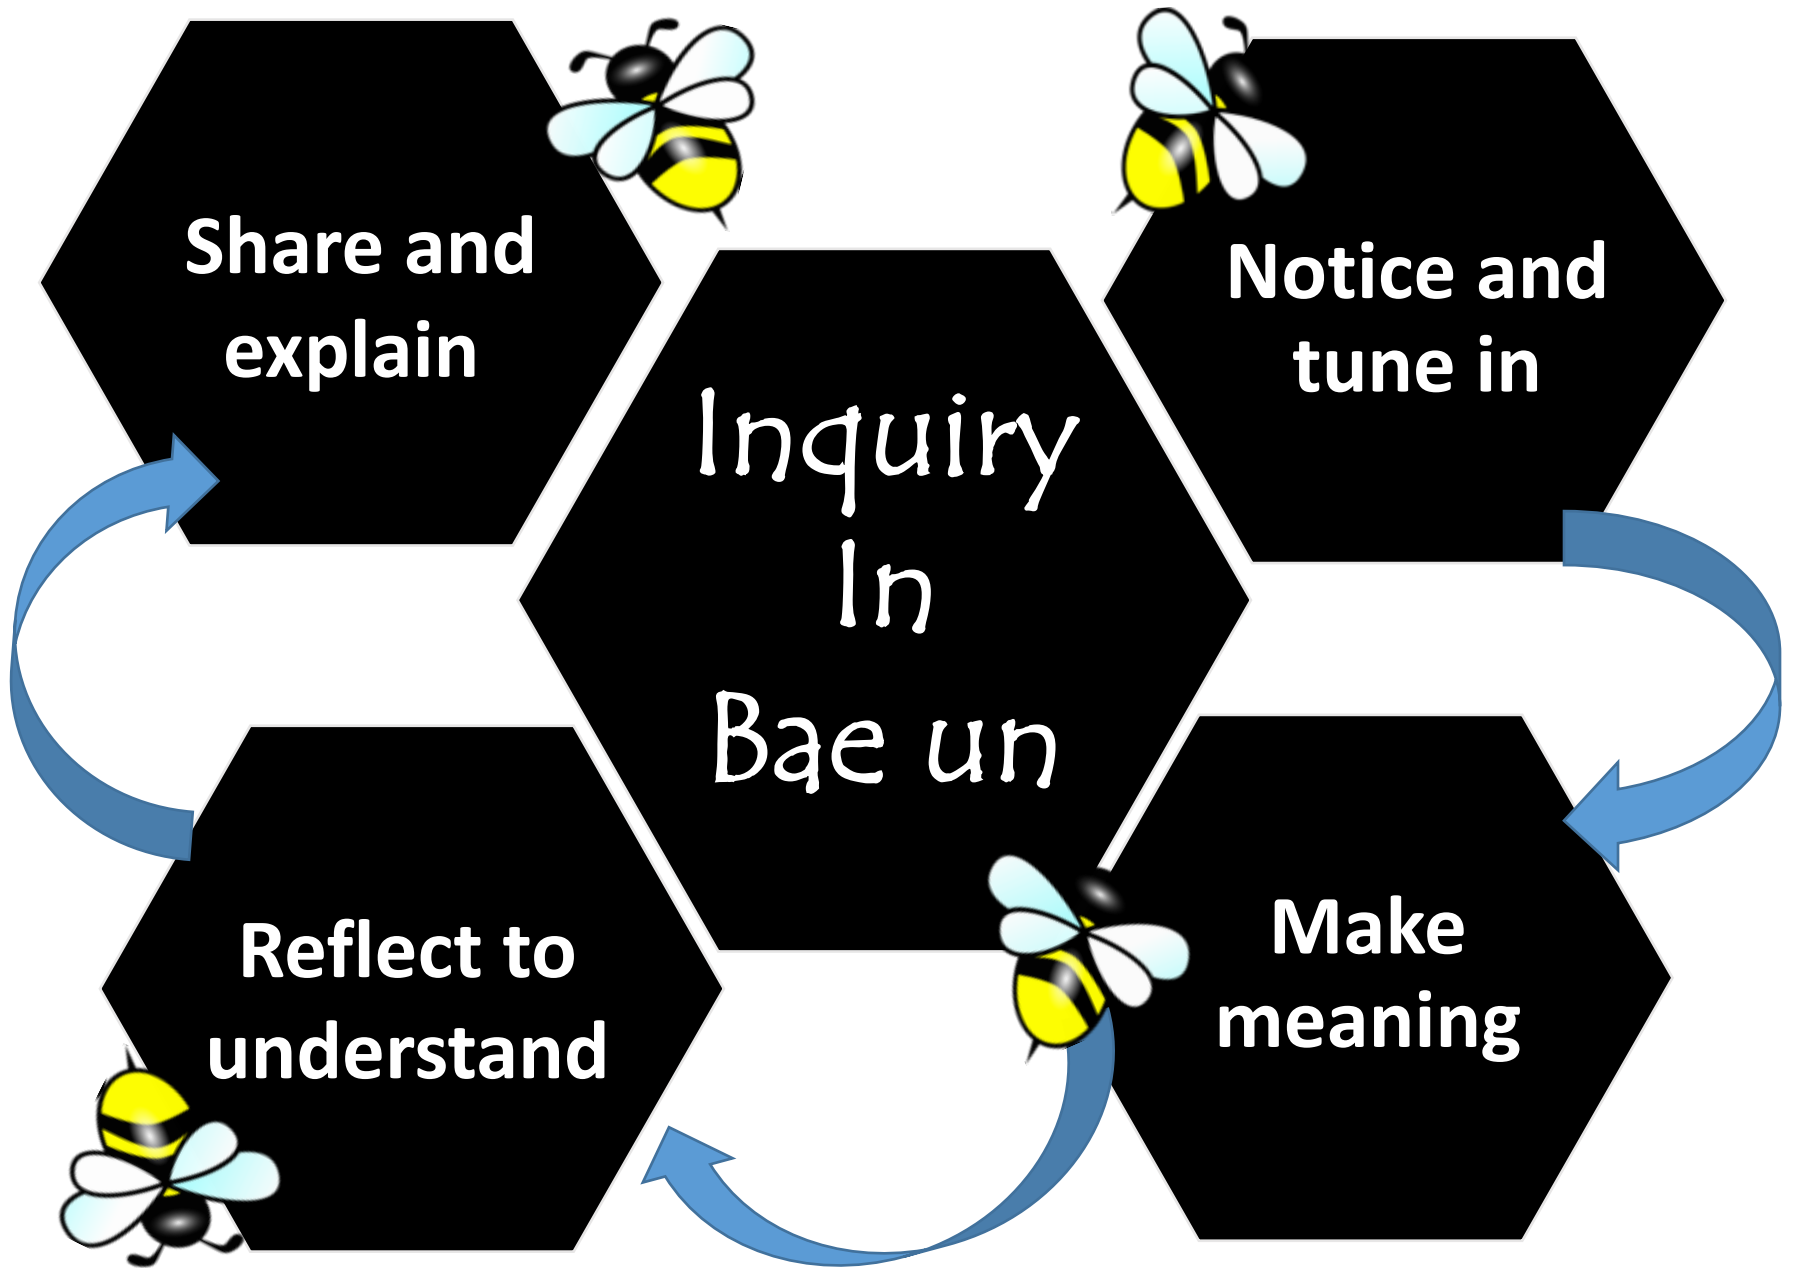 Share and
explain
Notice and
tune in
Inquiry
In
Bae un
Reflect to
understand
Make
meaning